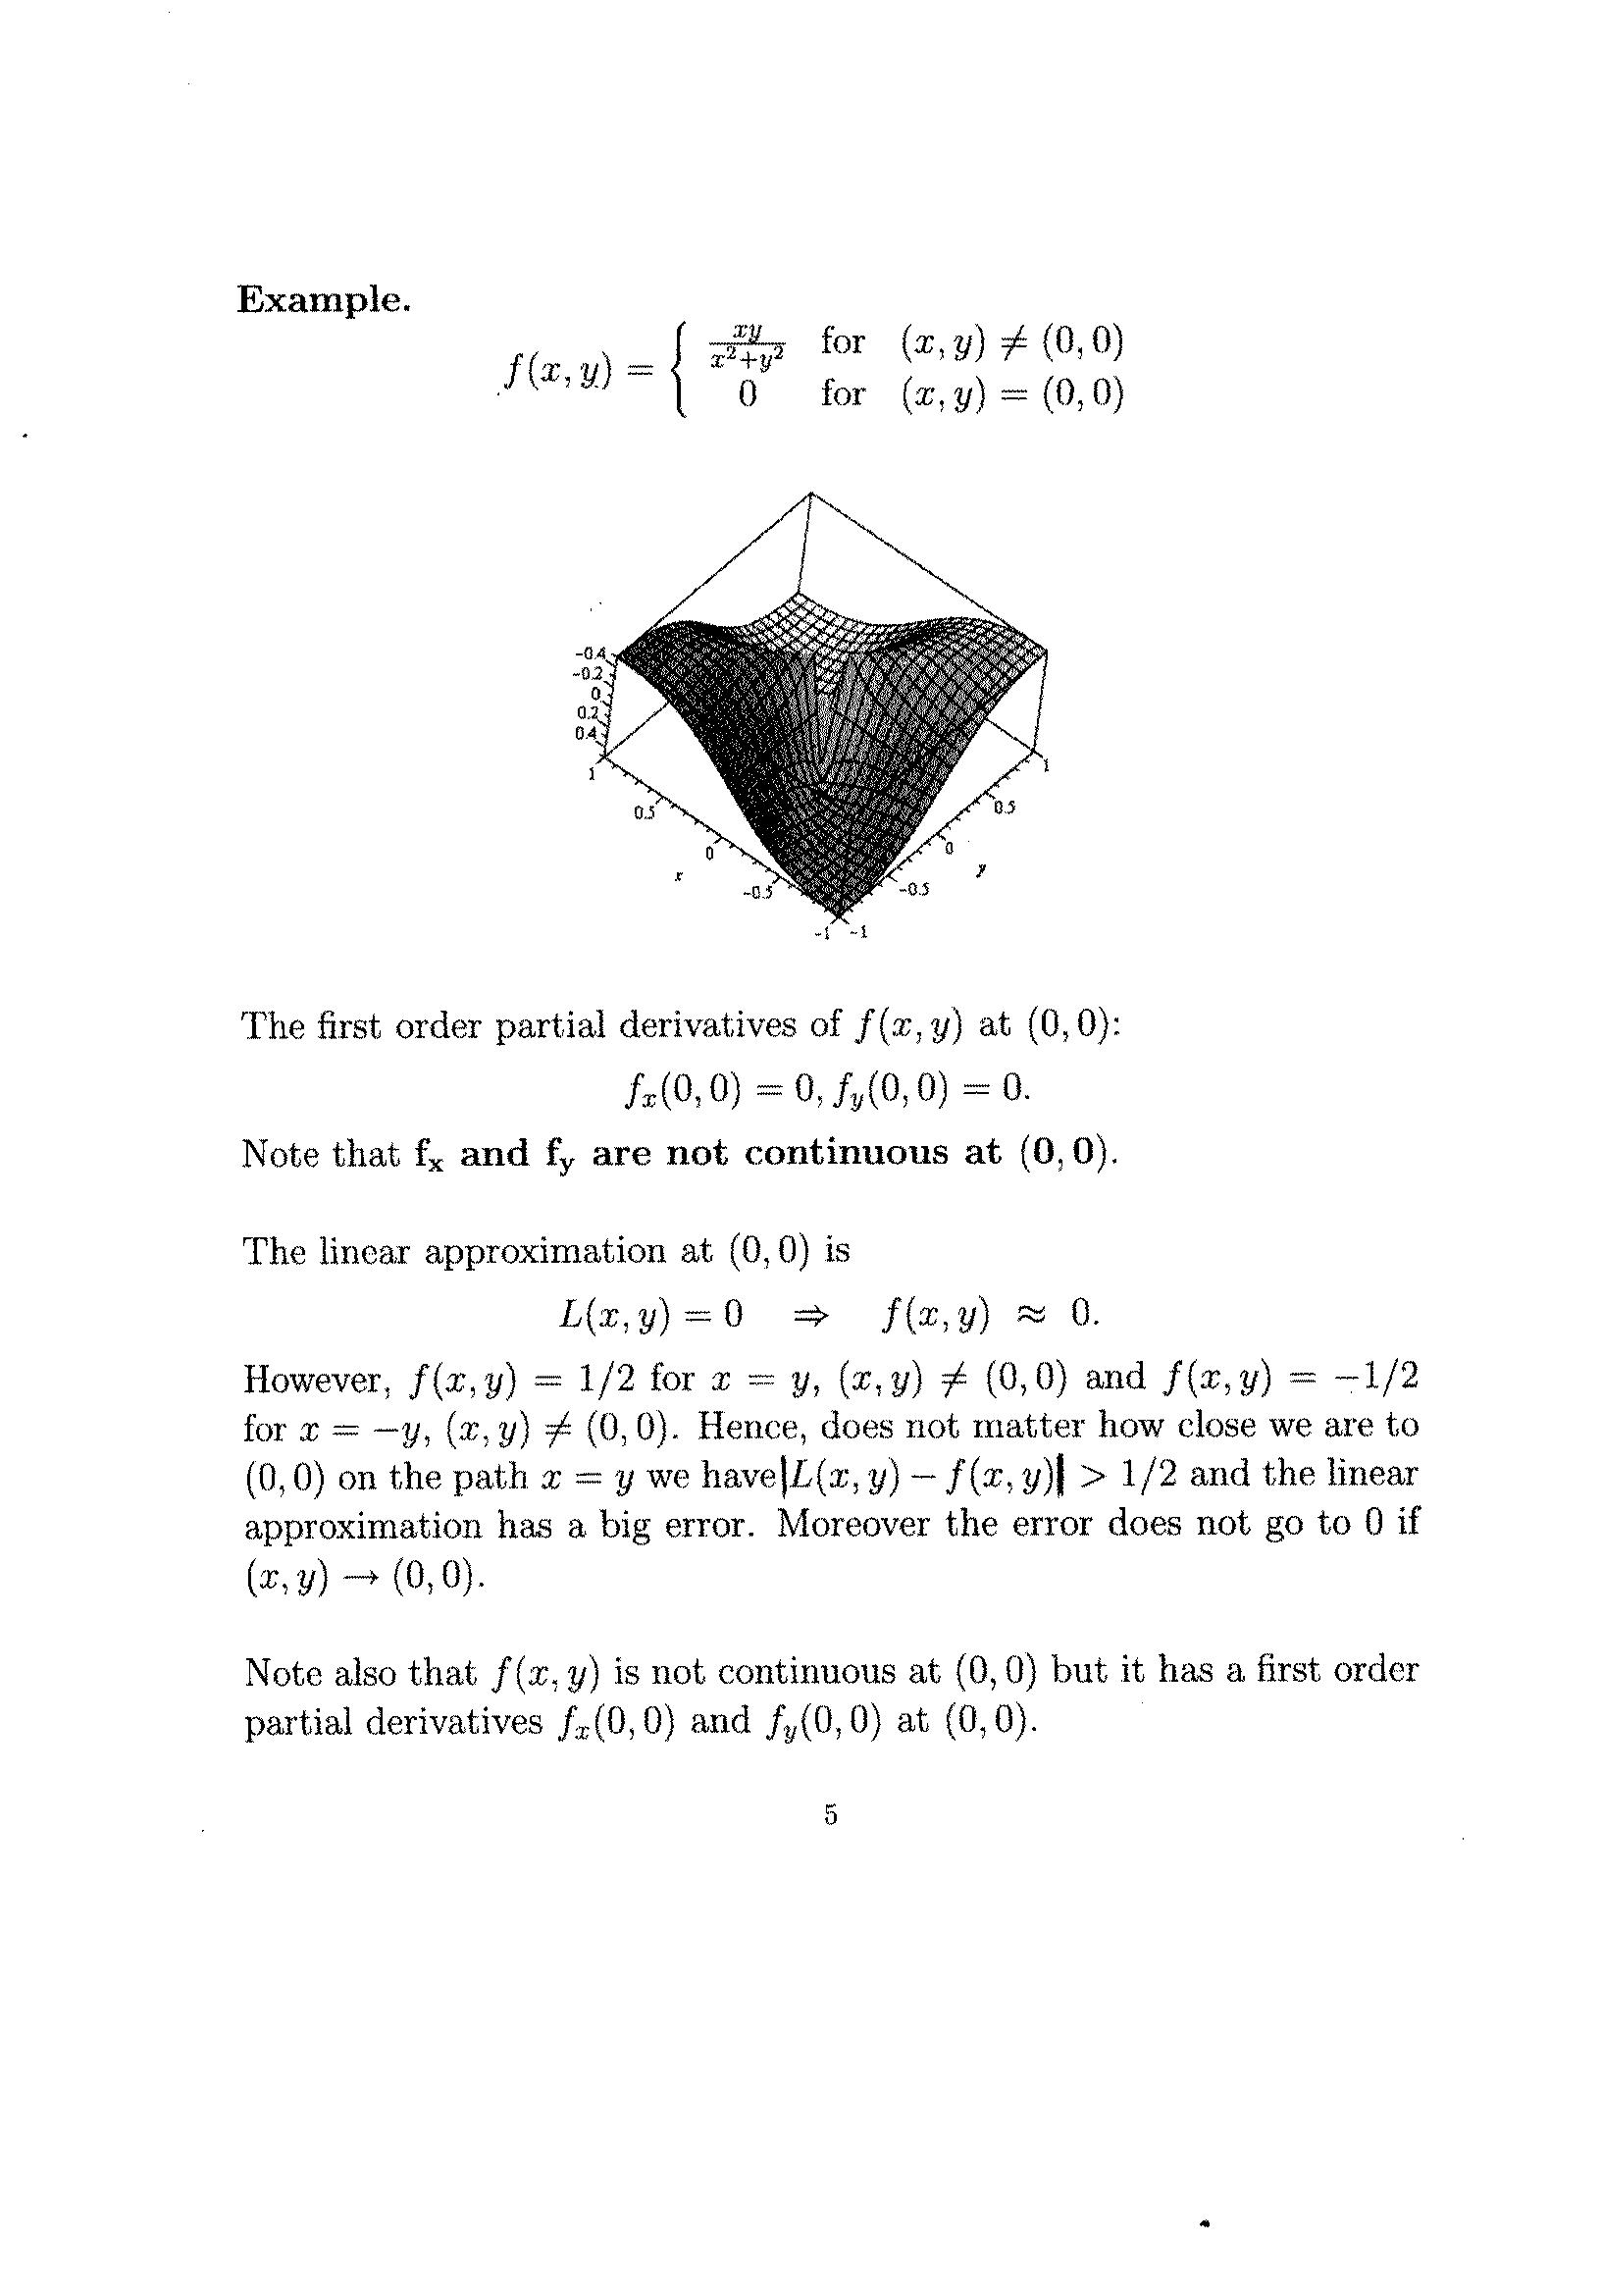 Example.
f(x, y) = { xy/(x²+y²) for (x, y) ≠ (0, 0)
0 for (x, y) = (0, 0)
-0.4
-0.2
0
0.2
0.4
1
0.5
0
-0.5
-1
x
-1
-0.5
0
0.5
1
y
The first order partial derivatives of f(x, y) at (0, 0):
fₓ(0, 0) = 0, f_y(0, 0) = 0.
Note that fₓ and f_y are not continuous at (0, 0).
The linear approximation at (0, 0) is
L(x, y) = 0 ⇒ f(x, y) ≈ 0.
However, f(x, y) = 1/2 for x = y, (x, y) ≠ (0, 0) and f(x, y) = −1/2
for x = −y, (x, y) ≠ (0, 0). Hence, does not matter how close we are to
(0, 0) on the path x = y we have|L(x, y) − f(x, y)| > 1/2 and the linear
approximation has a big error. Moreover the error does not go to 0 if
(x, y) → (0, 0).
Note also that f(x, y) is not continuous at (0, 0) but it has a first order
partial derivatives fₓ(0, 0) and f_y(0, 0) at (0, 0).
5